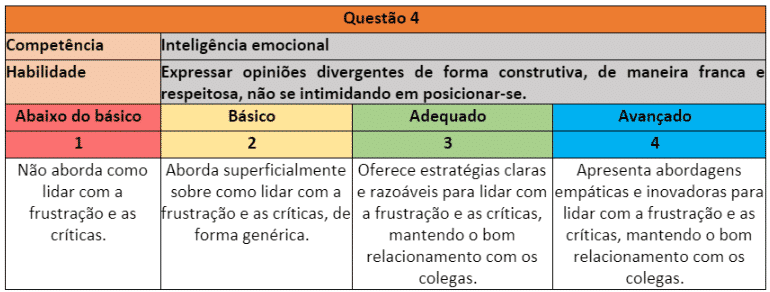 Questão 4
Competência Inteligência emocional
Habilidade Expressar opiniões divergentes de forma construtiva, de maneira franca e
respeitosa, não se intimidando em posicionar-se.
Abaixo do básico Básico Adequado Avançado
1 2 3 4
Não aborda como
lidar com a
frustração e as
críticas.
Aborda superficialmente
sobre como lidar com a
frustração e as críticas, de
forma genérica.
Oferece estratégias claras
e razoáveis para lidar com
a frustração e as críticas,
mantendo o bom
relacionamento com os
colegas.
Apresenta abordagens
empáticas e inovadoras para
lidar com a frustração e as
críticas, mantendo o bom
relacionamento com os
colegas.